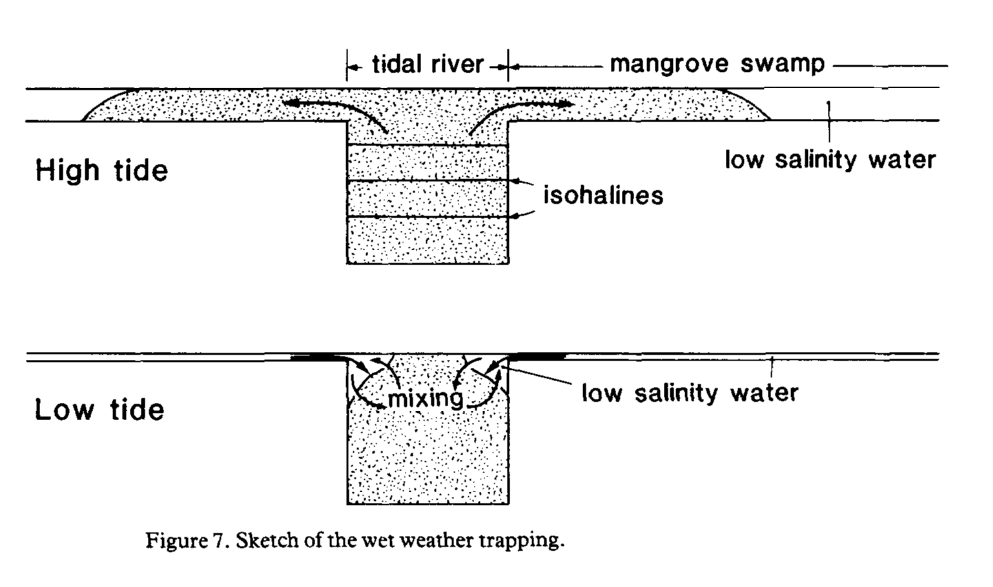 tidal river
mangrove swamp
low salinity water
High tide
isohalines
Low tide
mixing
low salinity water
Figure 7. Sketch of the wet weather trapping.